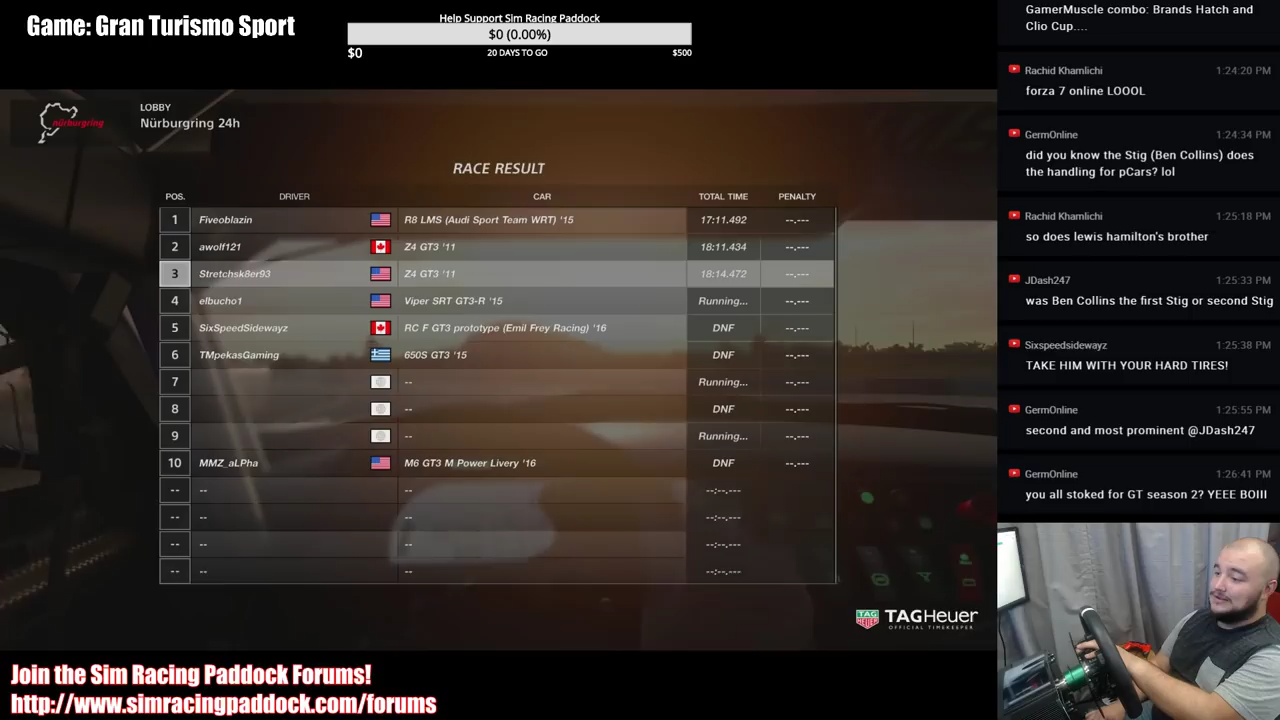 Game: Gran Turismo Sport
Help Support Sim Racing Paddock
$0 (0.00%)
$0 20 DAYS TO GO $500
nürburgring
LOBBY
Nürburgring 24h
RACE RESULT
POS. DRIVER CAR TOTAL TIME PENALTY
1 Fiveoblazin R8 LMS (Audi Sport Team WRT) '15 17:11.492 --.---
2 awolf121 Z4 GT3 '11 18:11.434 --.---
3 Stretchsk8er93 Z4 GT3 '11 18:14.472 --.---
4 elbucho1 Viper SRT GT3-R '15 Running... --.---
5 SixSpeedSidewayz RC F GT3 prototype (Emil Frey Racing) '16 DNF --.---
6 TMpekasGaming 650S GT3 '15 DNF --.---
7 -- Running... --.---
8 -- DNF --.---
9 -- Running... --.---
10 MMZ_aLPha M6 GT3 M Power Livery '16 DNF --.---
-- -- -- --:--.---
-- -- -- --:--.---
-- -- -- --:--.---
-- -- -- --:--.---
TAG HEUER TAGHeuer
OFFICIAL TIMEKEEPER
GamerMuscle combo: Brands Hatch and
Clio Cup....
Rachid Khamlichi 1:24:20 PM
forza 7 online LOOOL
GermOnline 1:24:34 PM
did you know the Stig (Ben Collins) does
the handling for pCars? lol
Rachid Khamlichi 1:25:18 PM
so does lewis hamilton's brother
JDash247 1:25:33 PM
was Ben Collins the first Stig or second Stig
Sixspeedsidewayz 1:25:38 PM
TAKE HIM WITH YOUR HARD TIRES!
GermOnline 1:25:55 PM
second and most prominent @JDash247
GermOnline 1:26:41 PM
you all stoked for GT season 2? YEEE BOIII
Join the Sim Racing Paddock Forums!
http://www.simracingpaddock.com/forums